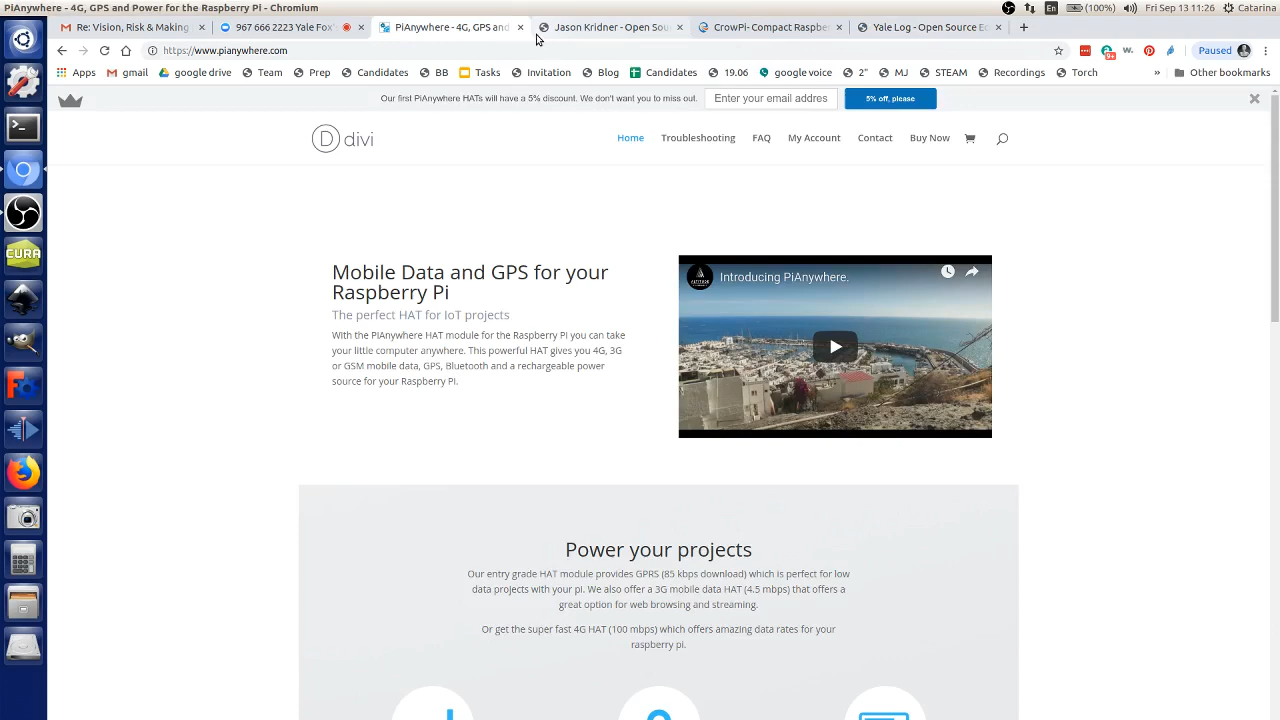 PiAnywhere - 4G, GPS and Power for the Raspberry Pi - Chromium
En
(100%)
Fri Sep 13 11:26
Catarina
Re: Vision, Risk & Making
967 666 2223 Yale Fox'
PiAnywhere - 4G, GPS and
Jason Kridner - Open Sou
CrowPi- Compact Raspbe
Yale Log - Open Source Ec
https://www.pianywhere.com
9+
Paused
Apps
gmail
google drive
Team
Prep
Candidates
BB
Tasks
Invitation
Blog
Candidates
19.06
google voice
2"
MJ
STEAM
Recordings
Torch
»
Other bookmarks
Our first PiAnywhere HATs will have a 5% discount. We don't want you to miss out.
Enter your email addres
5% off, please
D divi
Home
Troubleshooting
FAQ
My Account
Contact
Buy Now
Mobile Data and GPS for your
Raspberry Pi
The perfect HAT for IoT projects
With the PiAnywhere HAT module for the Raspberry Pi you can take
your little computer anywhere. This powerful HAT gives you 4G, 3G
or GSM mobile data, GPS, Bluetooth and a rechargeable power
source for your Raspberry Pi.
Introducing PiAnywhere.
CURA
Power your projects
Our entry grade HAT module provides GPRS (85 kbps download) which is perfect for low
data projects with your pi. We also offer a 3G mobile data HAT (4.5 mbps) that offers a
great option for web browsing and streaming.
Or get the super fast 4G HAT (100 mbps) which offers amazing data rates for your
raspberry pi.